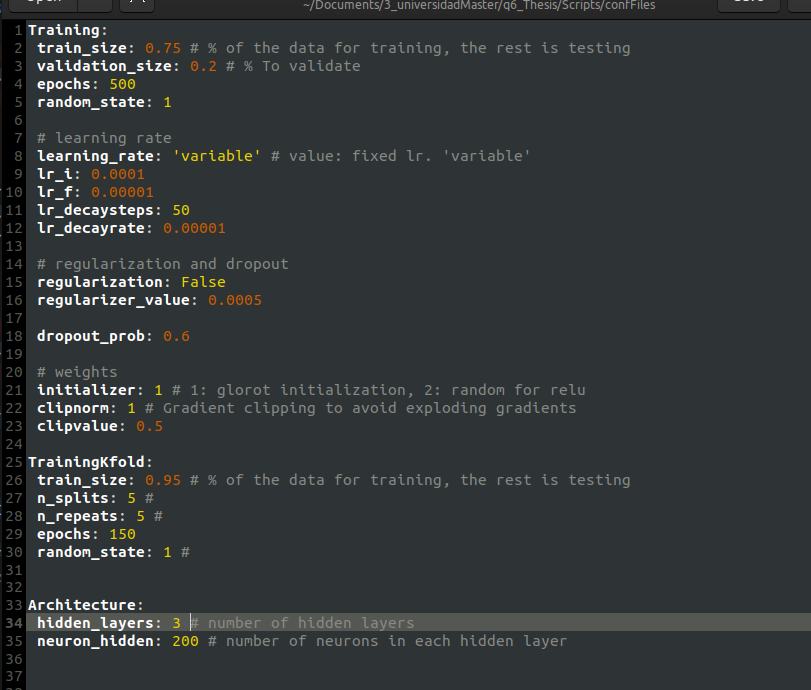 ~/Documents/3_universidadMaster/q6_Thesis/Scripts/confFiles
1 Training:
2 train_size: 0.75 # % of the data for training, the rest is testing
3 validation_size: 0.2 # % To validate
4 epochs: 500
5 random_state: 1
6
7 # learning rate
8 learning_rate: 'variable' # value: fixed lr. 'variable'
9 lr_i: 0.0001
10 lr_f: 0.00001
11 lr_decaysteps: 50
12 lr_decayrate: 0.00001
13
14 # regularization and dropout
15 regularization: False
16 regularizer_value: 0.0005
17
18 dropout_prob: 0.6
19
20 # weights
21 initializer: 1 # 1: glorot initialization, 2: random for relu
22 clipnorm: 1 # Gradient clipping to avoid exploding gradients
23 clipvalue: 0.5
24
25 TrainingKfold:
26 train_size: 0.95 # % of the data for training, the rest is testing
27 n_splits: 5 #
28 n_repeats: 5 #
29 epochs: 150
30 random_state: 1 #
31
32
33 Architecture:
34 hidden_layers: 3 # number of hidden layers
35 neuron_hidden: 200 # number of neurons in each hidden layer
36
37